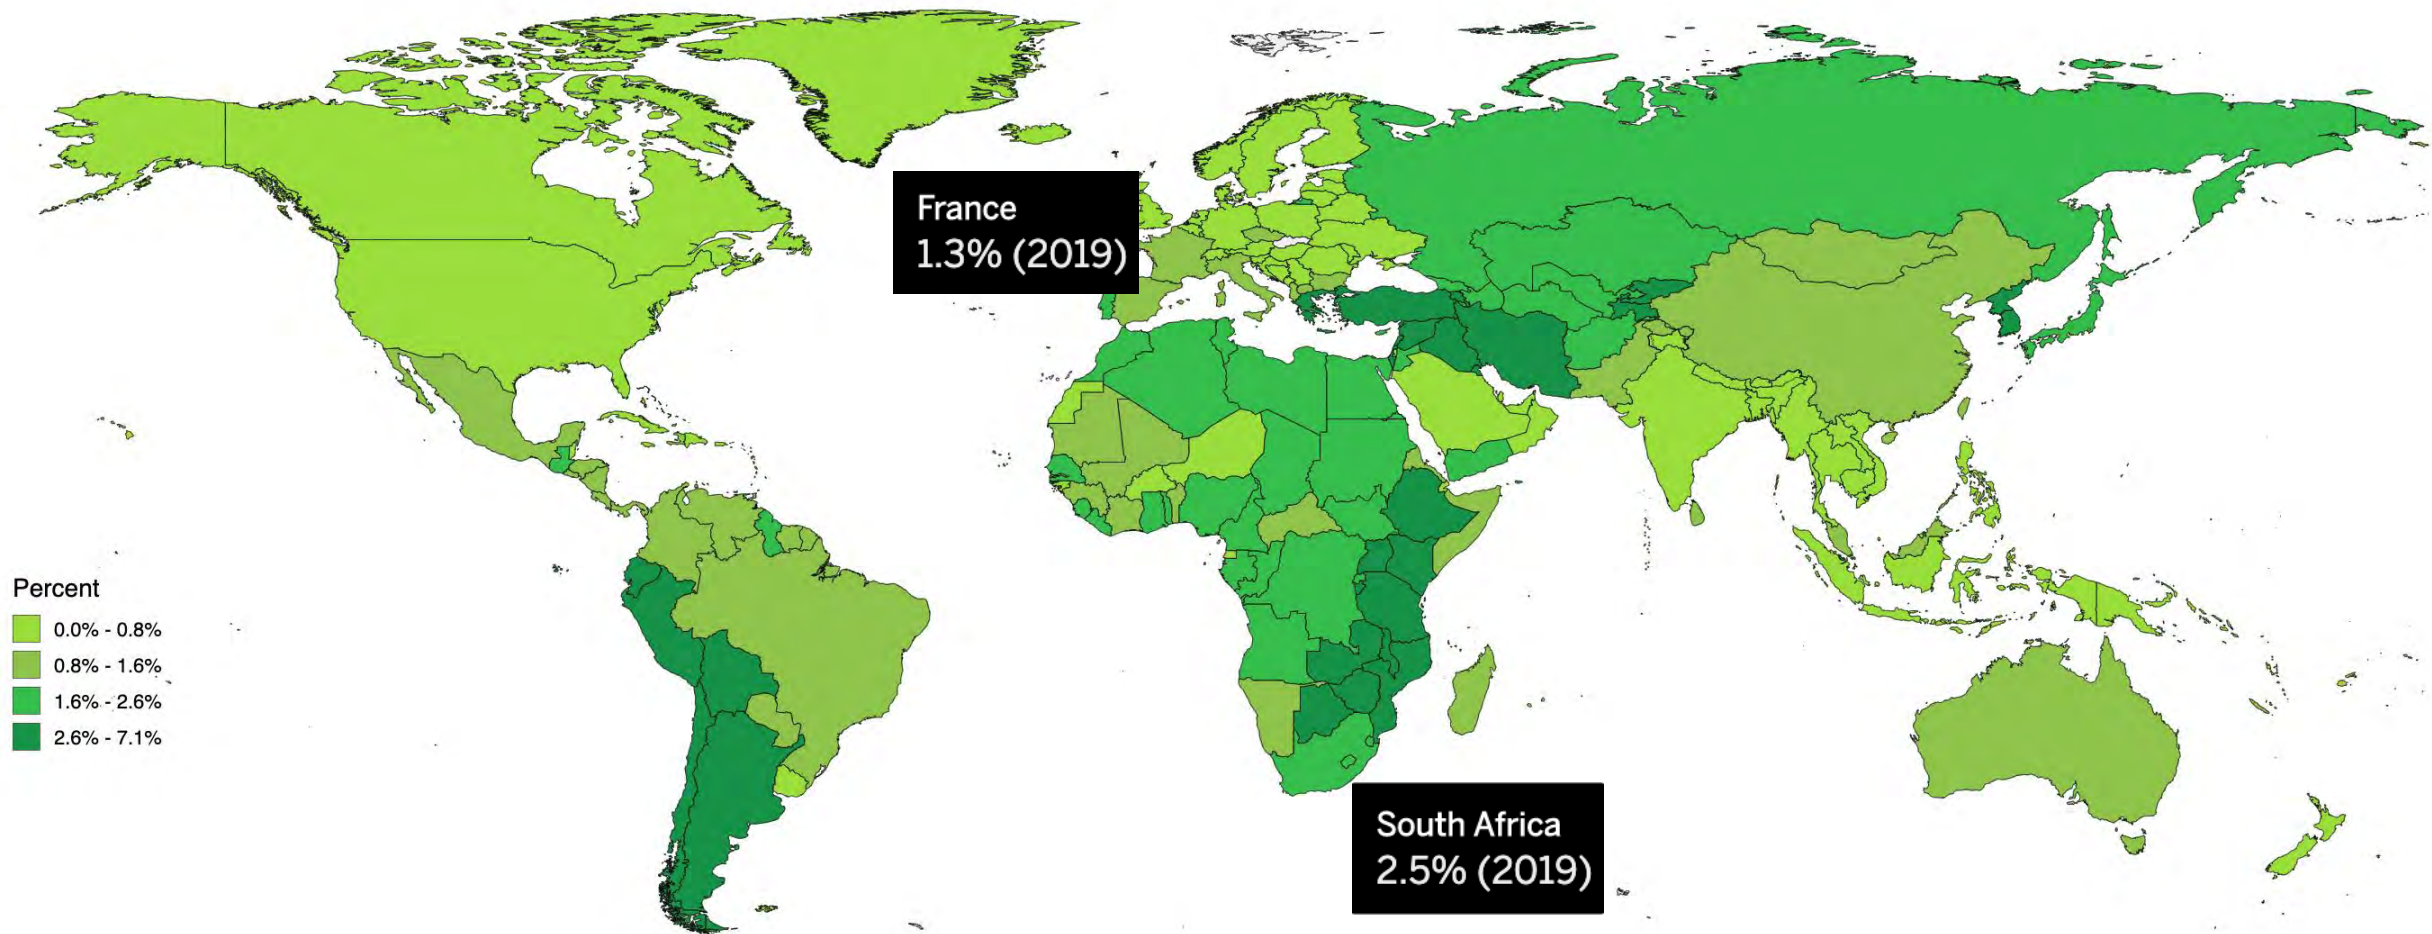 France
1.3% (2019)
Percent
0.0% - 0.8%
0.8% - 1.6%
1.6% - 2.6%
2.6% - 7.1%
South Africa
2.5% (2019)